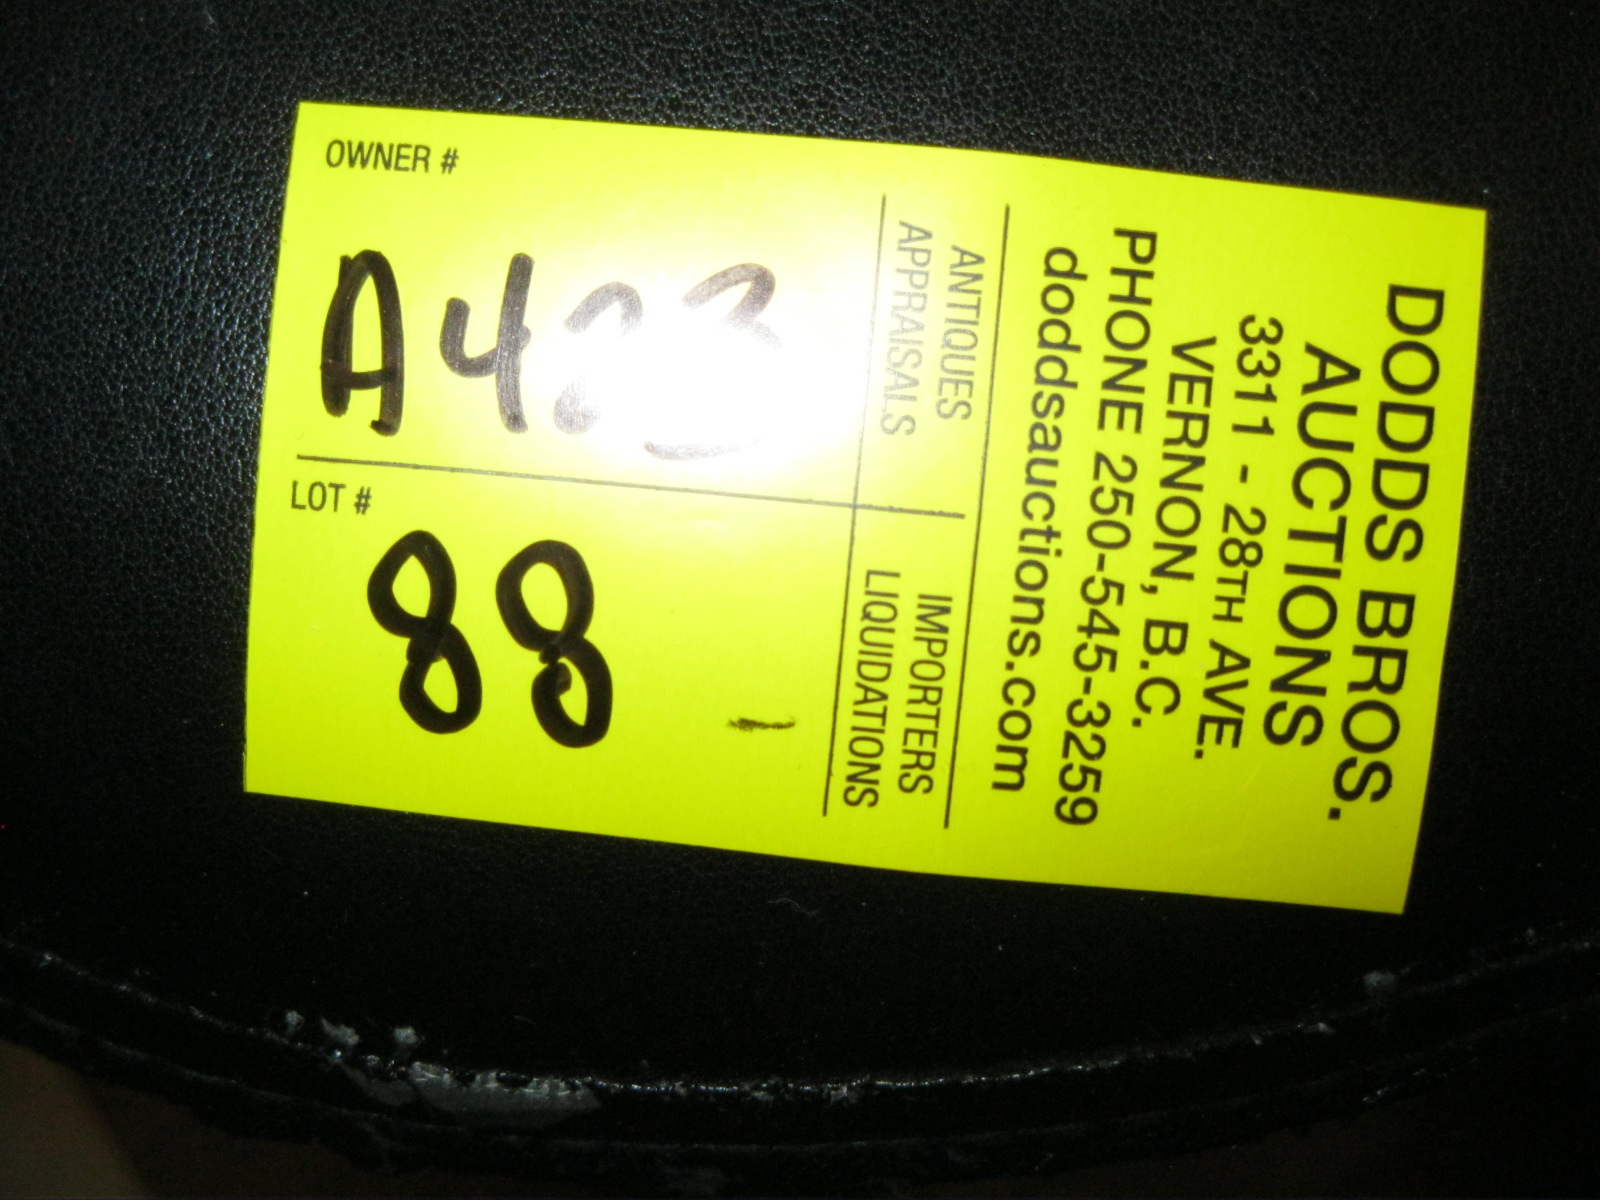 OWNER #
A423
LOT #
88
DODDS BROS.
AUCTIONS
3311 - 28TH AVE.
VERNON, B.C.
PHONE 250-545-3259
doddsauctions.com
ANTIQUES
APPRAISALS
IMPORTERS
LIQUIDATIONS